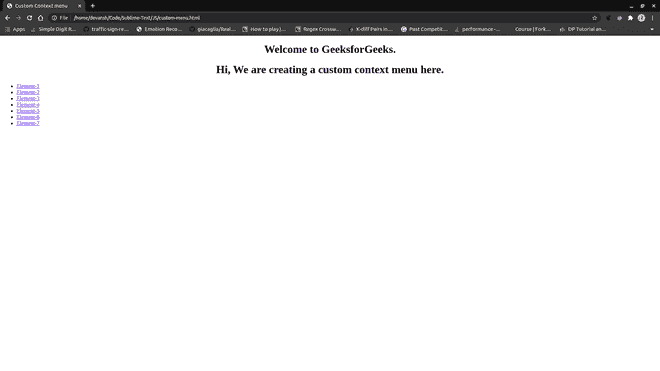 Custom Context menu
File
/home/devansh/Code/Sublime-Text/JS/custom-menu.html
Apps
Simple Digit R...
traffic-sign-re...
Emotion Reco...
giacaglia/Real...
How to play J...
Regex Crossw...
K-diff Pairs in...
Past Competit...
performance-...
Course | Fork...
DP Tutorial an...
Welcome to GeeksforGeeks.
Hi, We are creating a custom context menu here.
Element-1
Element-2
Element-3
Element-4
Element-5
Element-6
Element-7